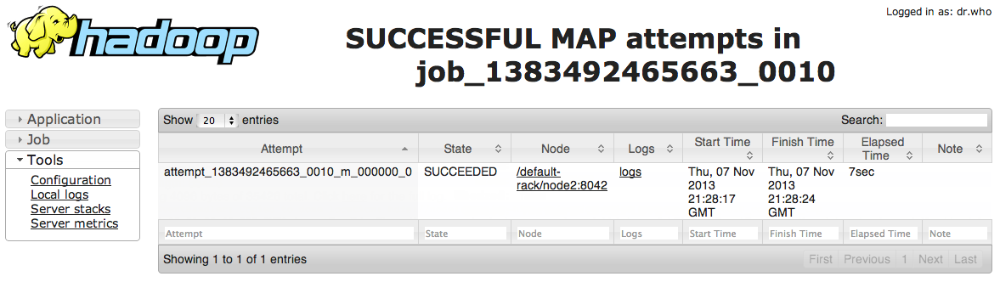 Logged in as: dr.who
hadoop
SUCCESSFUL MAP attempts in
job_1383492465663_0010
Application
Job
Tools
Configuration
Local logs
Server stacks
Server metrics
Show 20 entries Search:
Attempt State Node Logs Start Time Finish Time Elapsed Time Note
attempt_1383492465663_0010_m_000000_0 SUCCEEDED /default- logs Thu, 07 Nov Thu, 07 Nov 7sec
rack/node2:8042 2013 2013
21:28:17 21:28:24
GMT GMT
Attempt State Node Logs Start Time Finish Time Elapsed Time Note
Showing 1 to 1 of 1 entries First Previous 1 Next Last